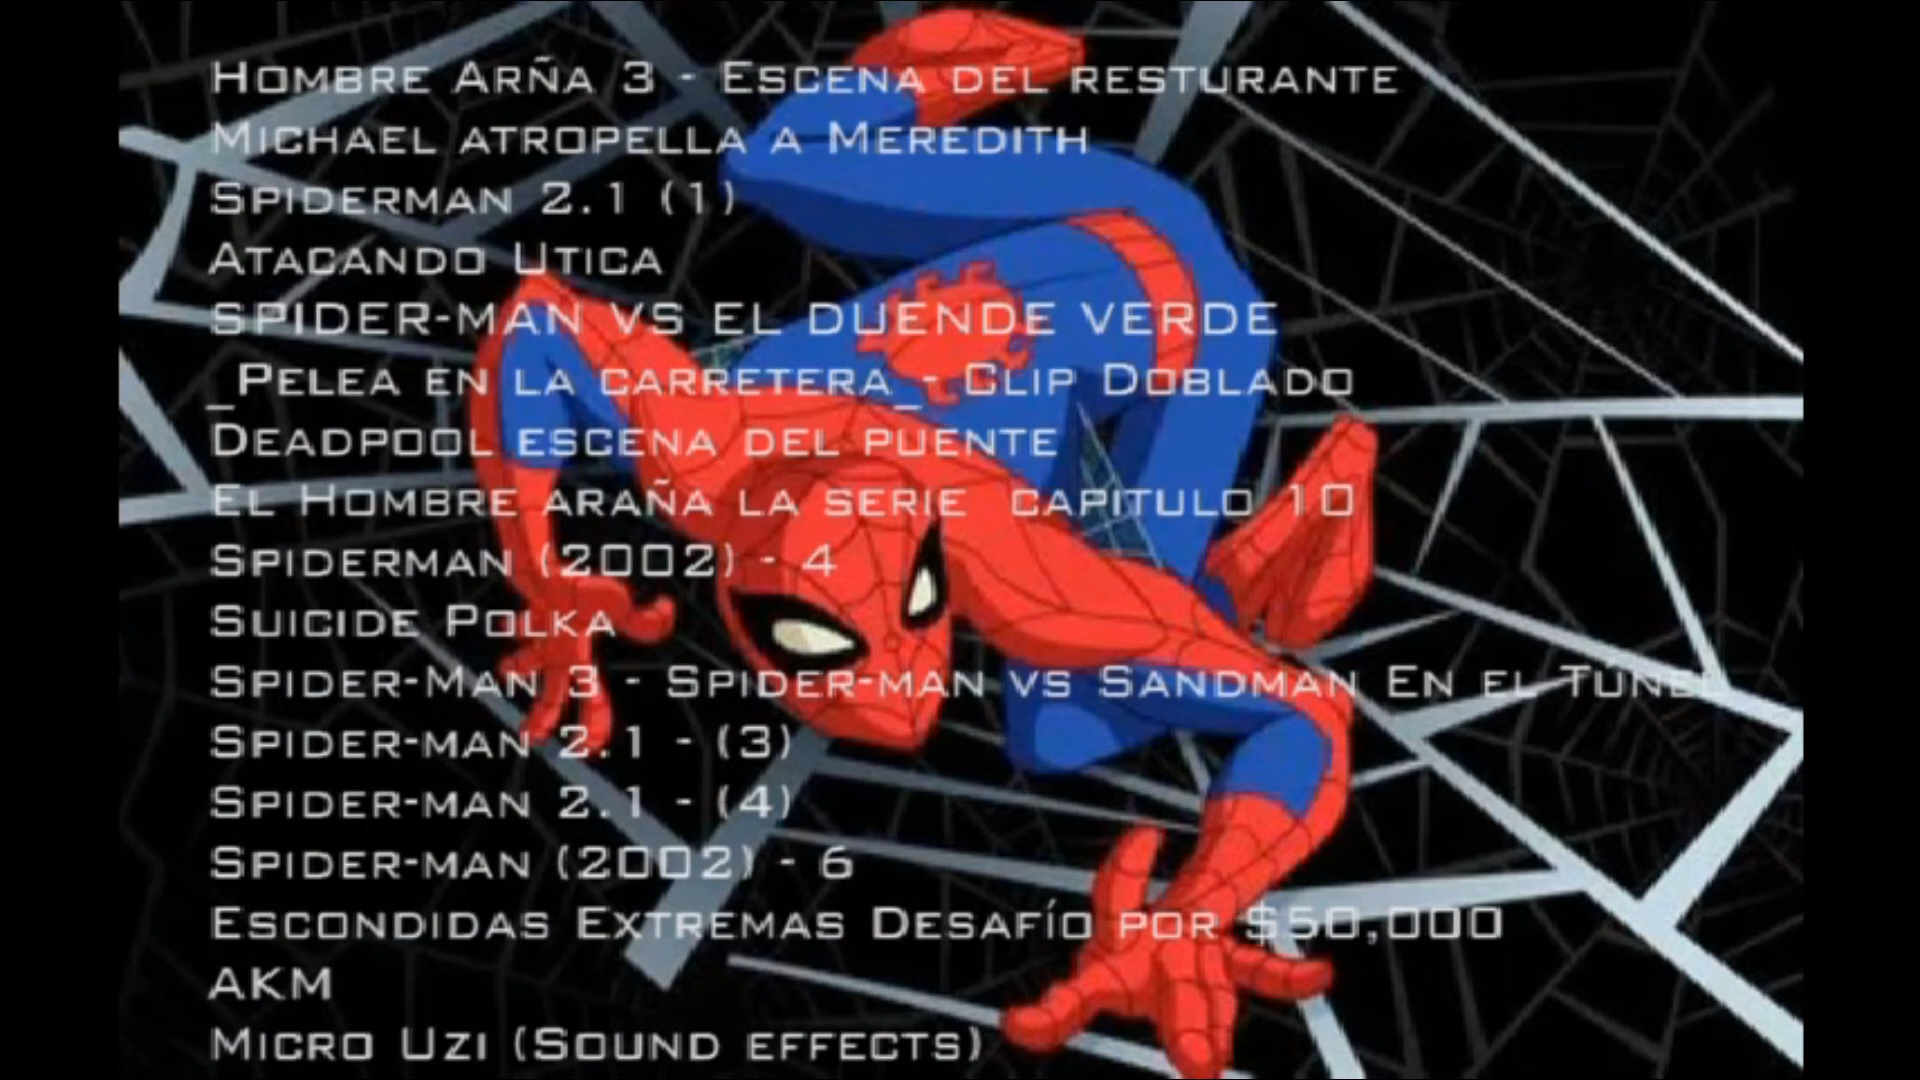 Hombre Arña 3 - Escena del resturante
Michael atropella a Meredith
Spiderman 2.1 (1)
Atacando Utica
SPIDER-MAN VS EL DUENDE VERDE
_Pelea en la carretera_- Clip Doblado
Deadpool escena del puente
El Hombre araña la serie  capitulo 10
Spiderman (2002) - 4
Suicide Polka
Spider-Man 3 - Spider-man vs Sandman En el Túnel
Spider-man 2.1 - (3)
Spider-man 2.1 - (4)
Spider-man (2002) - 6
Escondidas Extremas Desafío por $50,000
AKM
Micro Uzi (Sound effects)